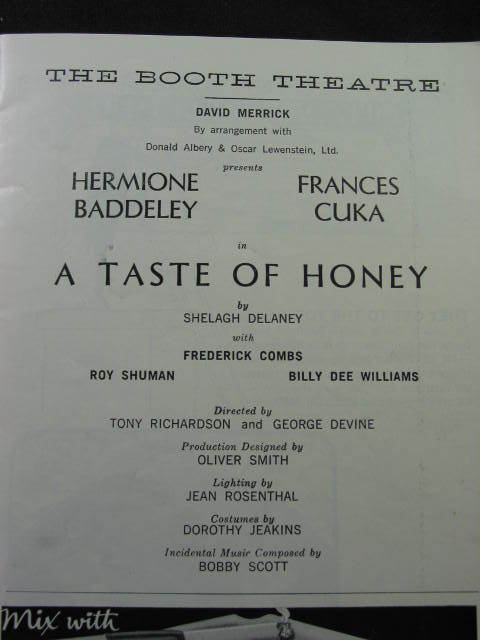 THE BOOTH THEATRE
DAVID MERRICK
By arrangement with
Donald Albery & Oscar Lewenstein, Ltd.
presents
HERMIONE BADDELEY
FRANCES CUKA
in
A TASTE OF HONEY
by
SHELAGH DELANEY
with
FREDERICK COMBS
ROY SHUMAN BILLY DEE WILLIAMS
Directed by
TONY RICHARDSON and GEORGE DEVINE
Production Designed by
OLIVER SMITH
Lighting by
JEAN ROSENTHAL
Costumes by
DOROTHY JEAKINS
Incidental Music Composed by
BOBBY SCOTT
Mix with